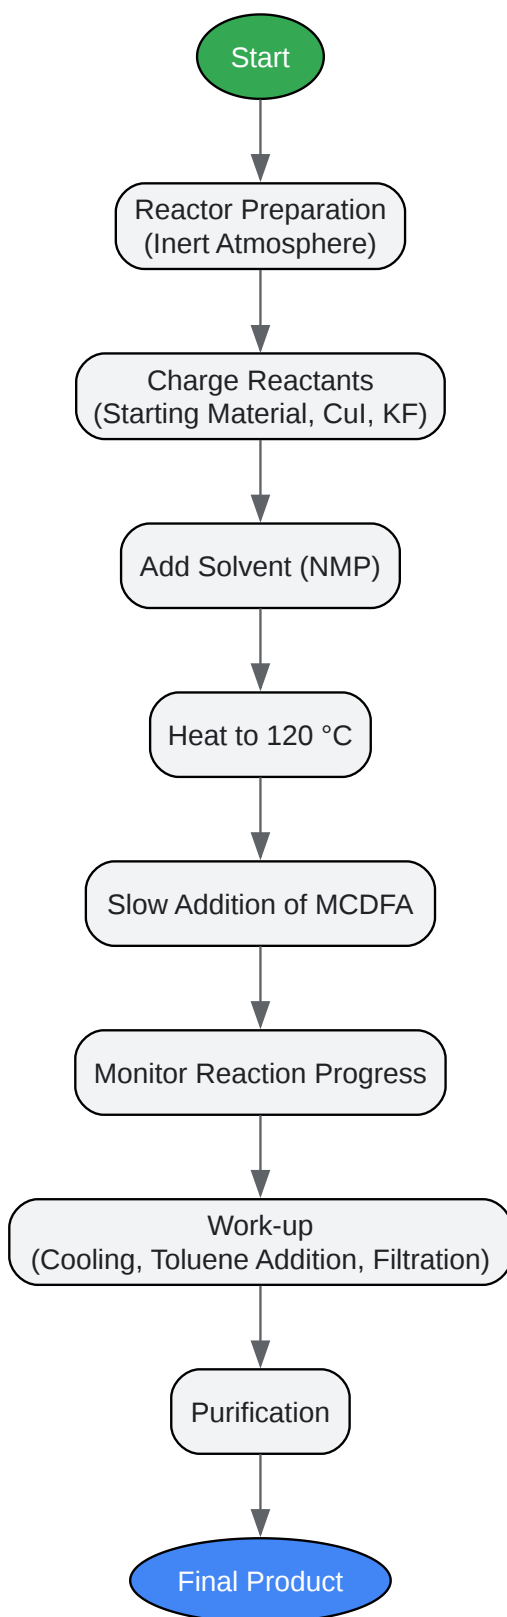 Start
Reactor Preparation
(Inert Atmosphere)
Charge Reactants
(Starting Material, CuI, KF)
Add Solvent (NMP)
Heat to 120 °C
Slow Addition of MCDFA
Monitor Reaction Progress
Work-up
(Cooling, Toluene Addition, Filtration)
Purification
Final Product